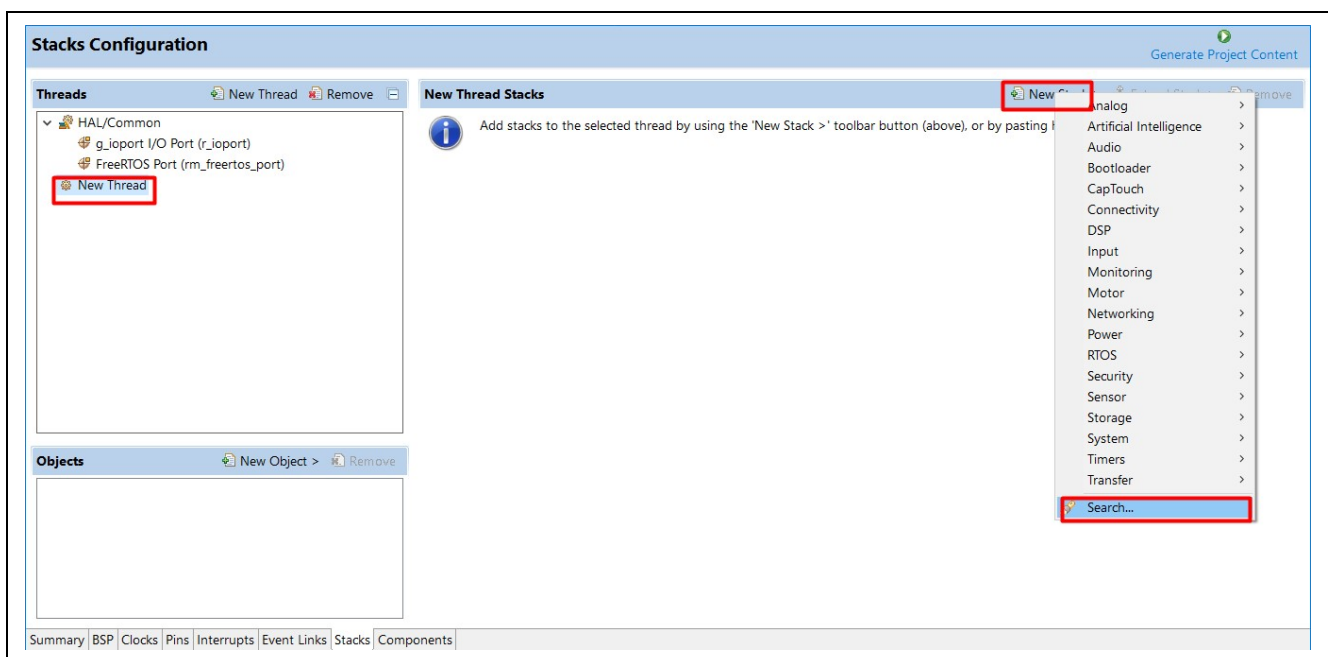 Stacks Configuration
Generate Project Content
Threads
New Thread
Remove
HAL/Common
g_ioport I/O Port (r_ioport)
FreeRTOS Port (rm_freertos_port)
New Thread
New Thread Stacks
New
Add stacks to the selected thread by using the 'New Stack >' toolbar button (above), or by pasting
Analog
Artificial Intelligence
Audio
Bootloader
CapTouch
Connectivity
DSP
Input
Monitoring
Motor
Networking
Power
RTOS
Security
Sensor
Storage
System
Timers
Transfer
Search...
Objects
New Object >
Remove
Summary BSP Clocks Pins Interrupts Event Links Stacks Components